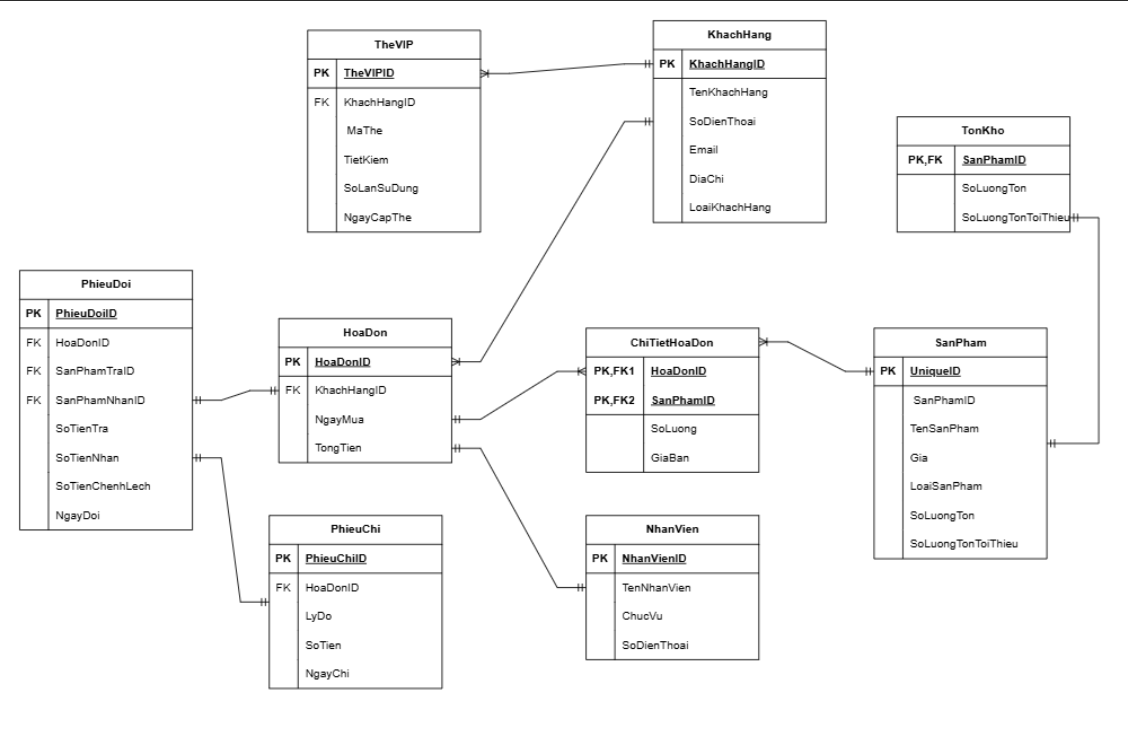 TheVIP
PK TheVIPID
FK KhachHangID
MaThe
TietKiem
SoLanSuDung
NgayCapThe
KhachHang
PK KhachHangID
TenKhachHang
SoDienThoai
Email
DiaChi
LoaiKhachHang
TonKho
PK,FK SanPhamID
SoLuongTon
SoLuongTonToiThieu
PhieuDoi
PK PhieuDoiID
FK HoaDonID
FK SanPhamTraID
FK SanPhamNhanID
SoTienTra
SoTienNhan
SoTienChenhLech
NgayDoi
HoaDon
PK HoaDonID
FK KhachHangID
NgayMua
TongTien
ChiTietHoaDon
PK,FK1 HoaDonID
PK,FK2 SanPhamID
SoLuong
GiaBan
SanPham
PK UniqueID
SanPhamID
TenSanPham
Gia
LoaiSanPham
SoLuongTon
SoLuongTonToiThieu
PhieuChi
PK PhieuChiID
FK HoaDonID
LyDo
SoTien
NgayChi
NhanVien
PK NhanVienID
TenNhanVien
ChucVu
SoDienThoai